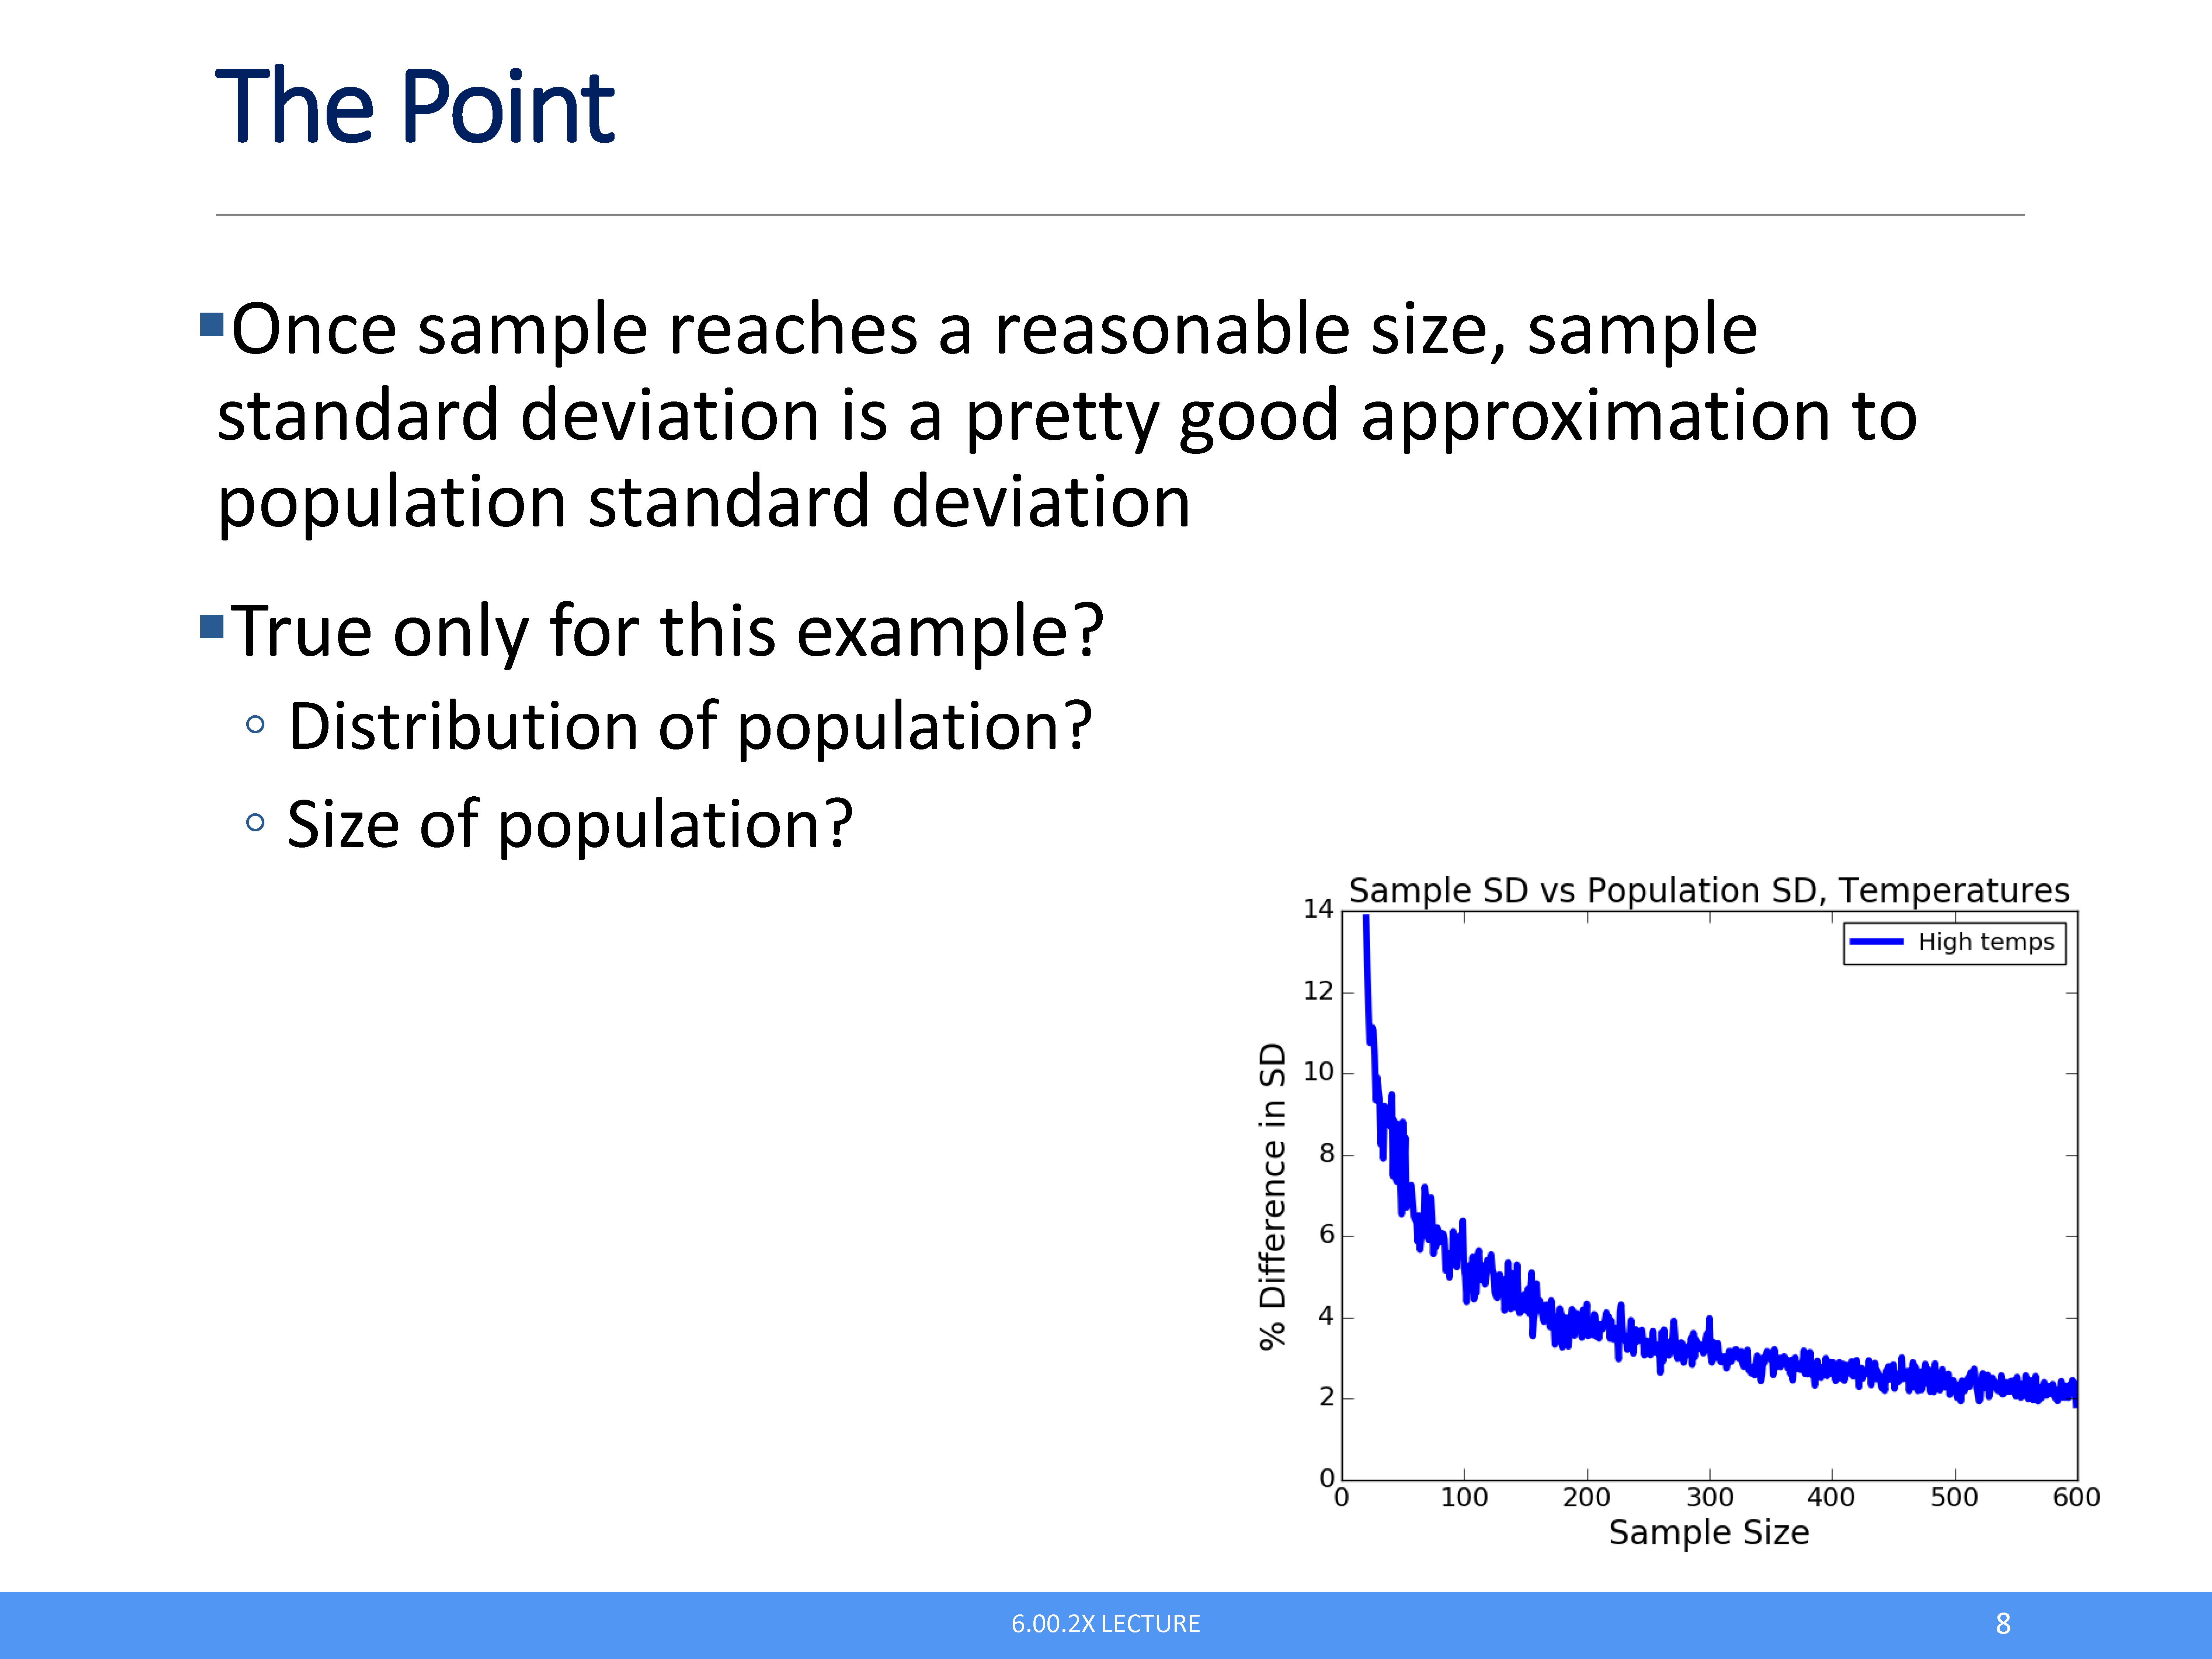 The Point
▪Once sample reaches a reasonable size, sample
standard deviation is a pretty good approximation to
population standard deviation
▪True only for this example?
◦ Distribution of population?
◦ Size of population?
Sample SD vs Population SD, Temperatures
High temps
% Difference in SD
14
12
10
8
6
4
2
0
0 100 200 300 400 500 600
Sample Size
6.00.2X LECTURE
8